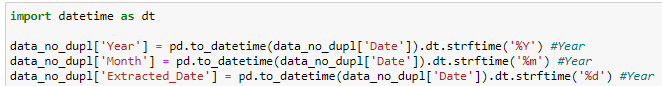 import datetime as dt
data_no_dupl['Year'] = pd.to_datetime(data_no_dupl['Date']).dt.strftime('%Y') #Year
data_no_dupl['Month'] = pd.to_datetime(data_no_dupl['Date']).dt.strftime('%m') #Year
data_no_dupl['Extracted_Date'] = pd.to_datetime(data_no_dupl['Date']).dt.strftime('%d') #Year